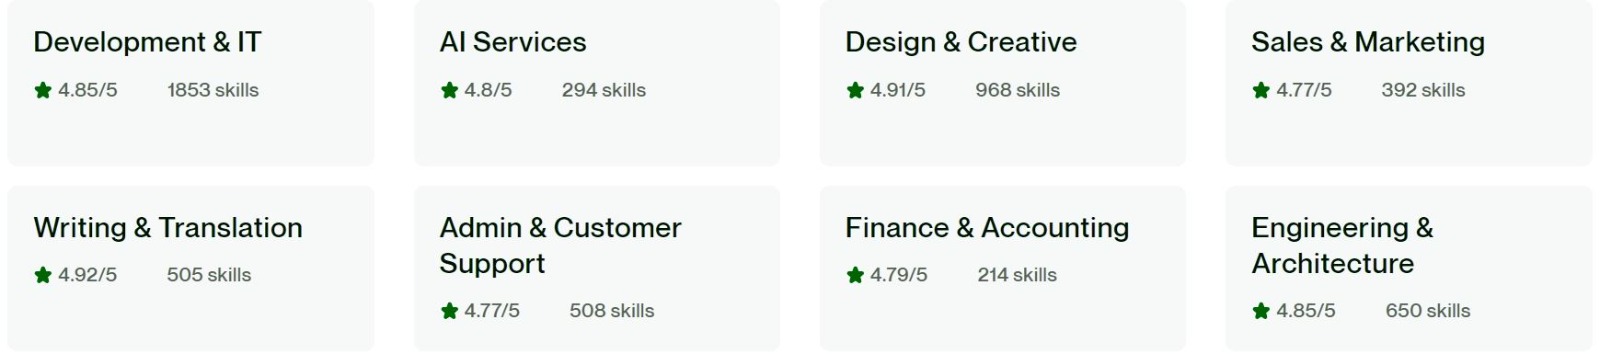 Development & IT
4.85/5 1853 skills
AI Services
4.8/5 294 skills
Design & Creative
4.91/5 968 skills
Sales & Marketing
4.77/5 392 skills
Writing & Translation
4.92/5 505 skills
Admin & Customer
Support
4.77/5 508 skills
Finance & Accounting
4.79/5 214 skills
Engineering &
Architecture
4.85/5 650 skills